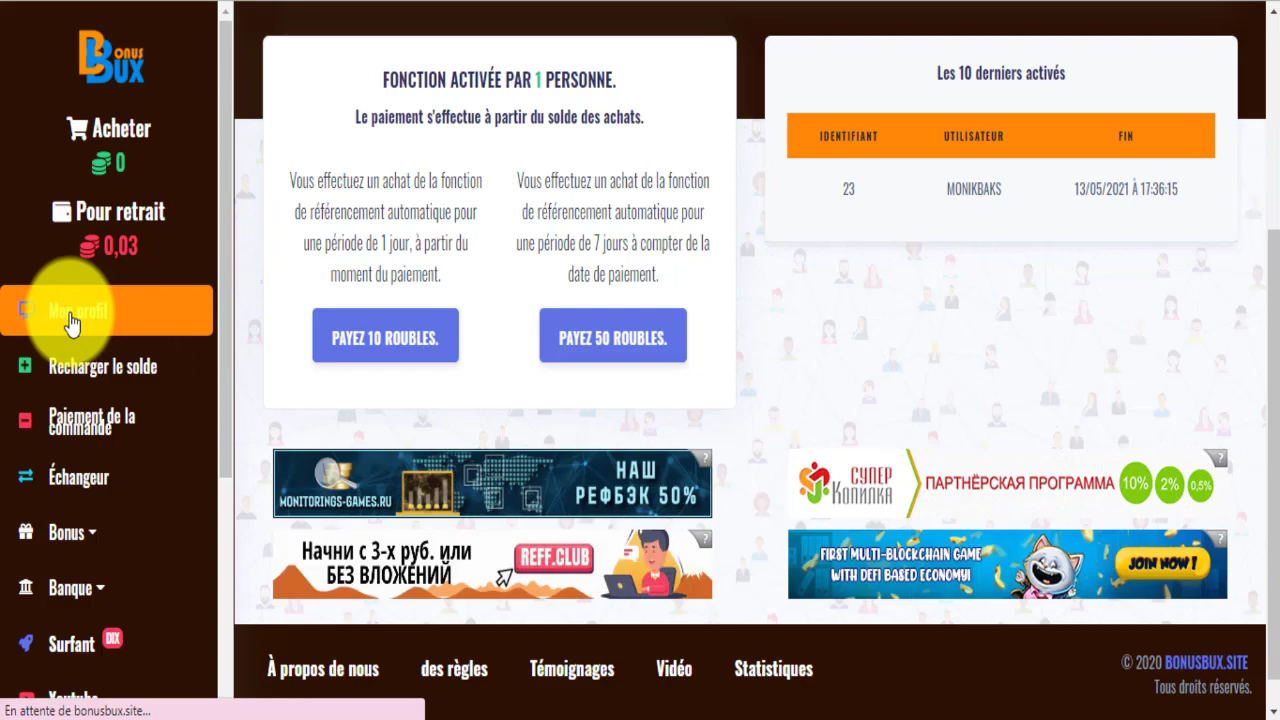 Bonus
Bux
Acheter
0
Pour retrait
0,03
Mon profil
Recharger le solde
Paiement de la
commande
Échangeur
Bonus
Banque
Surfant DIX
Youtube
En attente de bonusbux.site...
FONCTION ACTIVÉE PAR 1 PERSONNE.
Le paiement s'effectue à partir du solde des achats.
Vous effectuez un achat de la fonction
de référencement automatique pour
une période de 1 jour, à partir du
moment du paiement.
PAYEZ 10 ROUBLES.
Vous effectuez un achat de la fonction
de référencement automatique pour
une période de 7 jours à compter de la
date de paiement.
PAYEZ 50 ROUBLES.
Les 10 derniers activés
IDENTIFIANT UTILISATEUR FIN
23 MONIKBAKS 13/05/2021 À 17:36:15
MONITORINGS-GAMES.RU
НАШ
РЕФБЭК 50%
?
СУПЕР
КОПИЛКА
ПАРТНЁРСКАЯ ПРОГРАММА 10% 2% 0,5%
?
Начни с 3-х руб. или
БЕЗ ВЛОЖЕНИЙ
REFF.CLUB
?
FIRST MULTI-BLOCKCHAIN GAME
WITH DEFI BASED ECONOMY!
JOIN NOW!
?
À propos de nous des règles Témoignages Vidéo Statistiques
© 2020 BONUSBUX.SITE
Tous droits réservés.